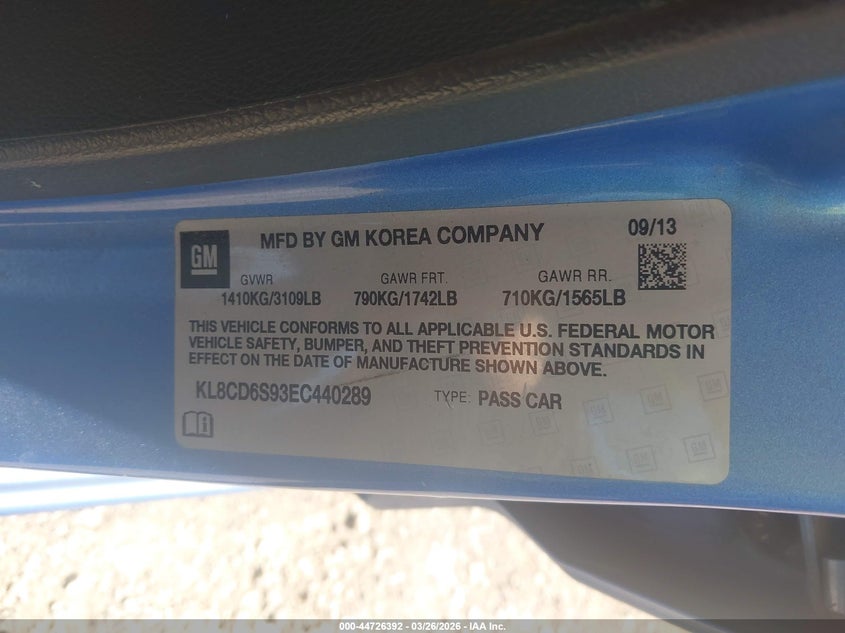 GM
MFD BY GM KOREA COMPANY
09/13
GVWR GAWR FRT. GAWR RR.
1410KG/3109LB 790KG/1742LB 710KG/1565LB
THIS VEHICLE CONFORMS TO ALL APPLICABLE U.S. FEDERAL MOTOR
VEHICLE SAFETY, BUMPER, AND THEFT PREVENTION STANDARDS IN
EFFECT ON THE DATE OF MANUFACTURE SHOWN ABOVE.
KL8CD6S93EC440289 TYPE: PASS CAR
000-44726392 | 03/26/2026 | IAA Inc.